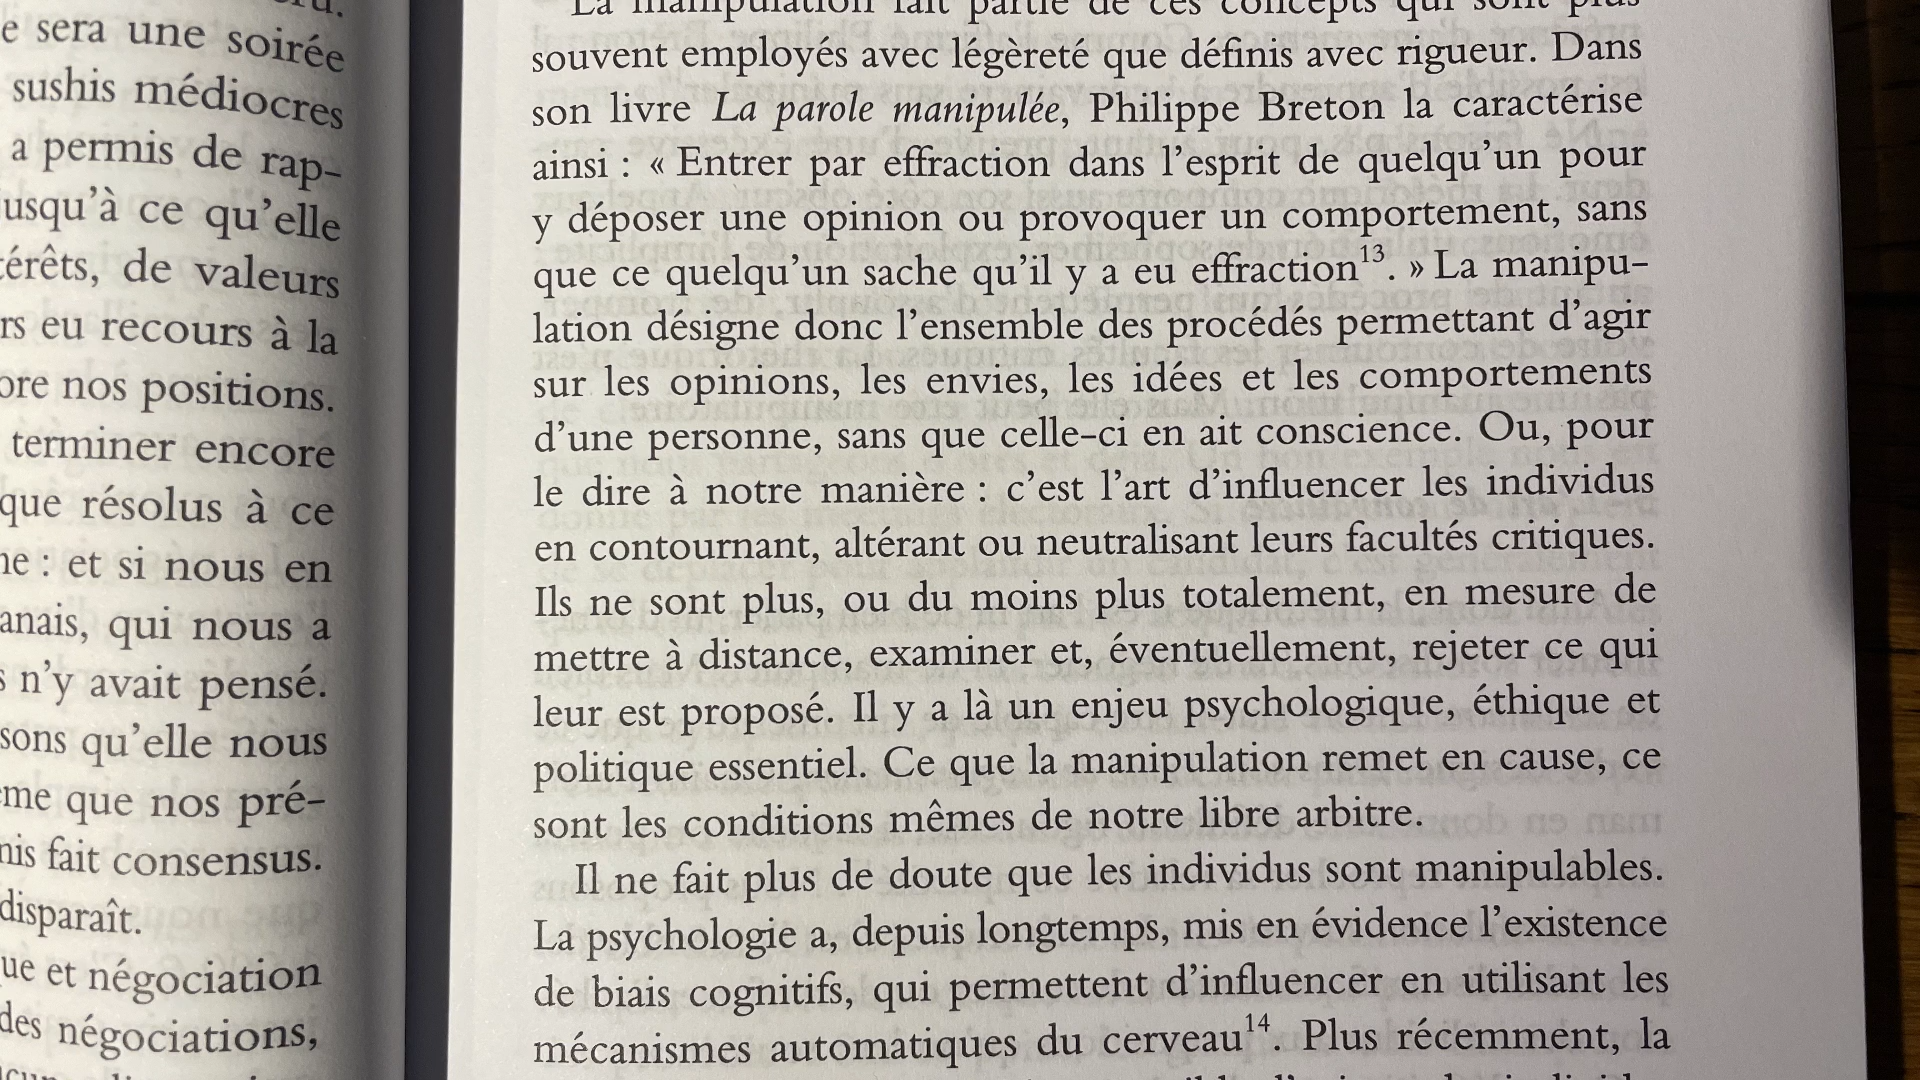 e sera une soirée
sushis médiocres
a permis de rap-
usqu'à ce qu'elle
térêts, de valeurs
rs eu recours à la
ore nos positions.
terminer encore
que résolus à ce
ne : et si nous en
anais, qui nous a
s n'y avait pensé.
sons qu'elle nous
me que nos pré-
nis fait consensus.
disparaît.
ue et négociation
des négociations,
La manipulation fait partie de ces concepts qui sont plus
souvent employés avec légèreté que définis avec rigueur. Dans
son livre La parole manipulée, Philippe Breton la caractérise
ainsi : « Entrer par effraction dans l'esprit de quelqu'un pour
y déposer une opinion ou provoquer un comportement, sans
que ce quelqu'un sache qu'il y a eu effraction13. » La manipu-
lation désigne donc l'ensemble des procédés permettant d'agir
sur les opinions, les envies, les idées et les comportements
d'une personne, sans que celle-ci en ait conscience. Ou, pour
le dire à notre manière : c'est l'art d'influencer les individus
en contournant, altérant ou neutralisant leurs facultés critiques.
Ils ne sont plus, ou du moins plus totalement, en mesure de
mettre à distance, examiner et, éventuellement, rejeter ce qui
leur est proposé. Il y a là un enjeu psychologique, éthique et
politique essentiel. Ce que la manipulation remet en cause, ce
sont les conditions mêmes de notre libre arbitre.
Il ne fait plus de doute que les individus sont manipulables.
La psychologie a, depuis longtemps, mis en évidence l'existence
de biais cognitifs, qui permettent d'influencer en utilisant les
mécanismes automatiques du cerveau14. Plus récemment, la